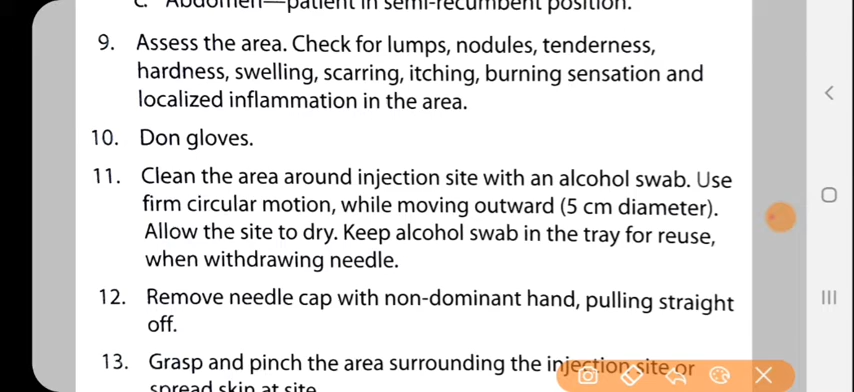 c. Abdomen—patient in semi-recumbent position.
9. Assess the area. Check for lumps, nodules, tenderness,
hardness, swelling, scarring, itching, burning sensation and
localized inflammation in the area.
10. Don gloves.
11. Clean the area around injection site with an alcohol swab. Use
firm circular motion, while moving outward (5 cm diameter).
Allow the site to dry. Keep alcohol swab in the tray for reuse,
when withdrawing needle.
12. Remove needle cap with non-dominant hand, pulling straight
off.
13. Grasp and pinch the area surrounding the injection site or
spread skin at site.